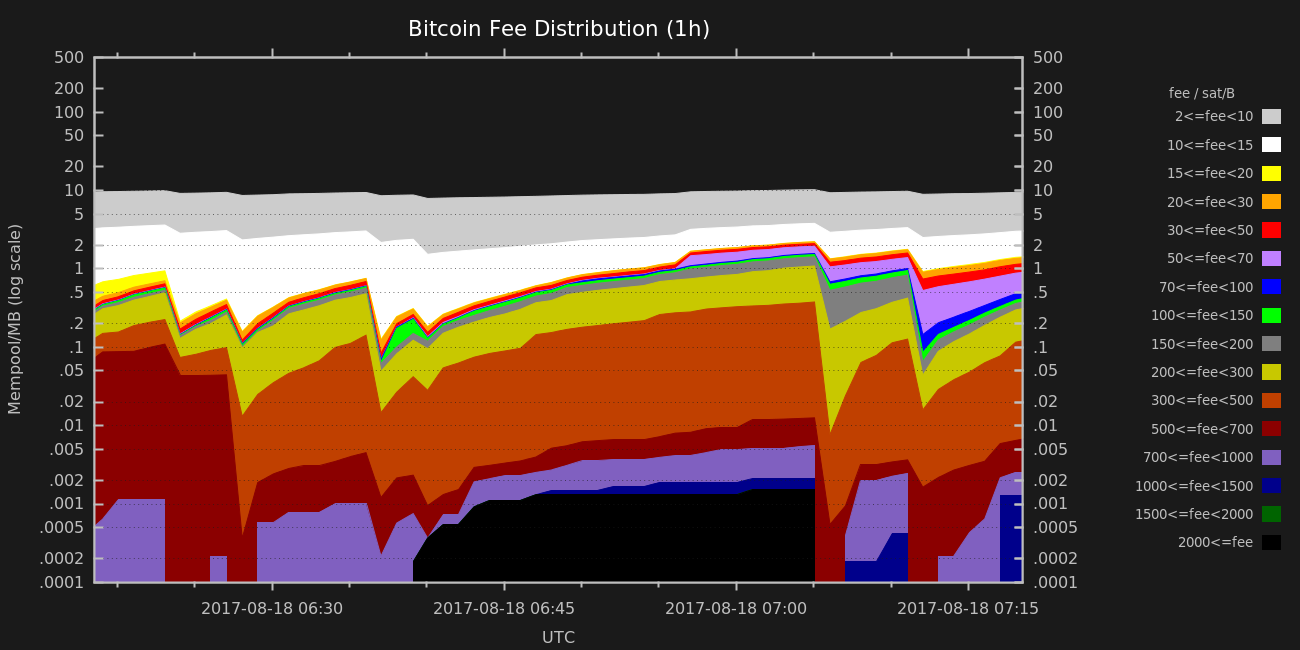 Bitcoin Fee Distribution (1h)
500
200
100
50
20
10
5
2
1
.5
.2
.1
.05
.02
.01
.005
.002
.001
.0005
.0002
.0001
Mempool/MB (log scale)
500
200
100
50
20
10
5
2
1
.5
.2
.1
.05
.02
.01
.005
.002
.001
.0005
.0002
.0001
2017-08-18 06:30
2017-08-18 06:45
2017-08-18 07:00
2017-08-18 07:15
UTC
fee / sat/B
2<=fee<10
10<=fee<15
15<=fee<20
20<=fee<30
30<=fee<50
50<=fee<70
70<=fee<100
100<=fee<150
150<=fee<200
200<=fee<300
300<=fee<500
500<=fee<700
700<=fee<1000
1000<=fee<1500
1500<=fee<2000
2000<=fee